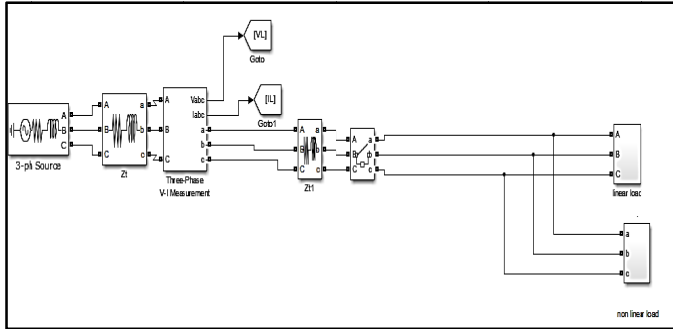 [VL]
Goto
[IL]
Goto1
A
B
C
3-ph Source
A
B
C
a
b
c
Zt
A
B
C
Vabc
Iabc
a
b
c
Three-Phase
V-I Measurement
A
B
C
a
b
c
Zt1
A
B
C
a
b
c
A
B
C
linear load
a
b
c
non linear load